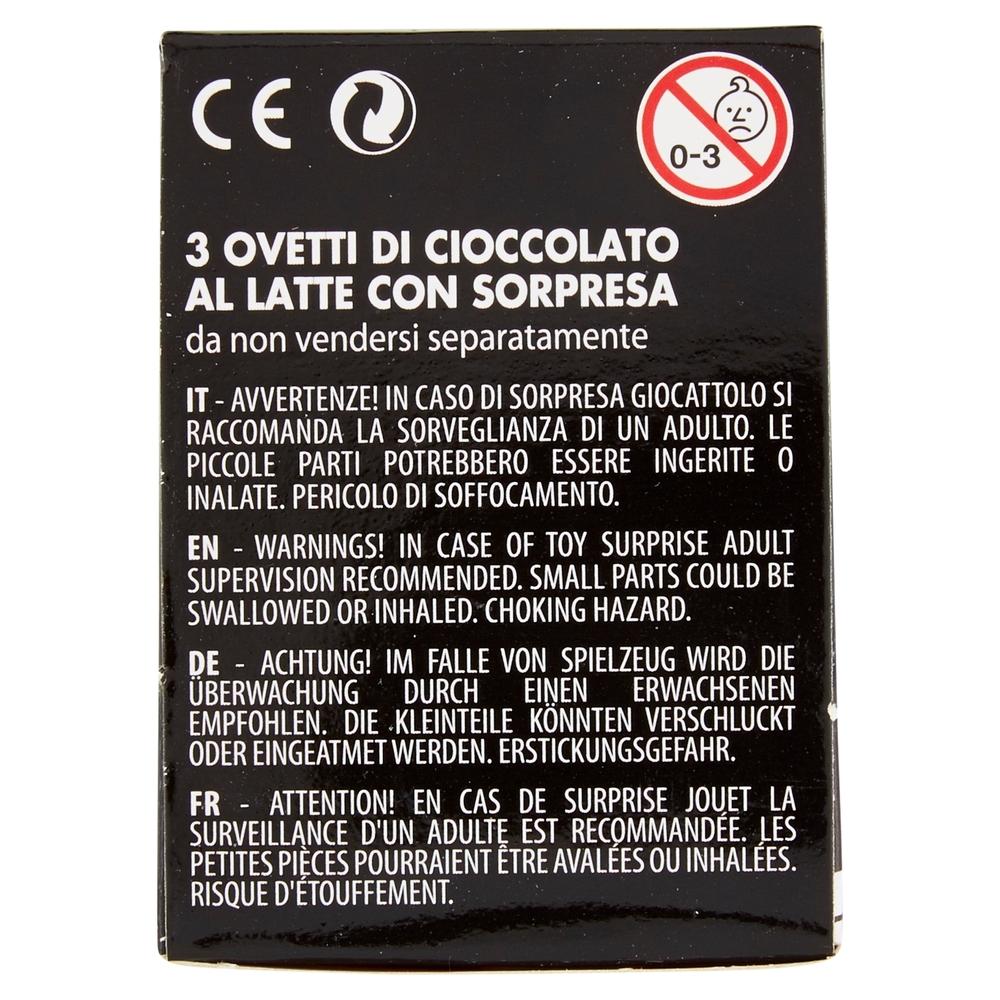 CE
0-3
3 OVETTI DI CIOCCOLATO
AL LATTE CON SORPRESA
da non vendersi separatamente
IT - AVVERTENZE! IN CASO DI SORPRESA GIOCATTOLO SI
RACCOMANDA LA SORVEGLIANZA DI UN ADULTO. LE
PICCOLE PARTI POTREBBERO ESSERE INGERITE O
INALATE. PERICOLO DI SOFFOCAMENTO.
EN - WARNINGS! IN CASE OF TOY SURPRISE ADULT
SUPERVISION RECOMMENDED. SMALL PARTS COULD BE
SWALLOWED OR INHALED. CHOKING HAZARD.
DE - ACHTUNG! IM FALLE VON SPIELZEUG WIRD DIE
ÜBERWACHUNG DURCH EINEN ERWACHSENEN
EMPFOHLEN. DIE KLEINTEILE KÖNNTEN VERSCHLUCKT
ODER EINGEATMET WERDEN. ERSTICKUNGSGEFAHR.
FR - ATTENTION! EN CAS DE SURPRISE JOUET LA
SURVEILLANCE D'UN ADULTE EST RECOMMANDÉE. LES
PETITES PIÈCES POURRAIENT ÊTRE AVALÉES OU INHALÉES.
RISQUE D'ÉTOUFFEMENT.